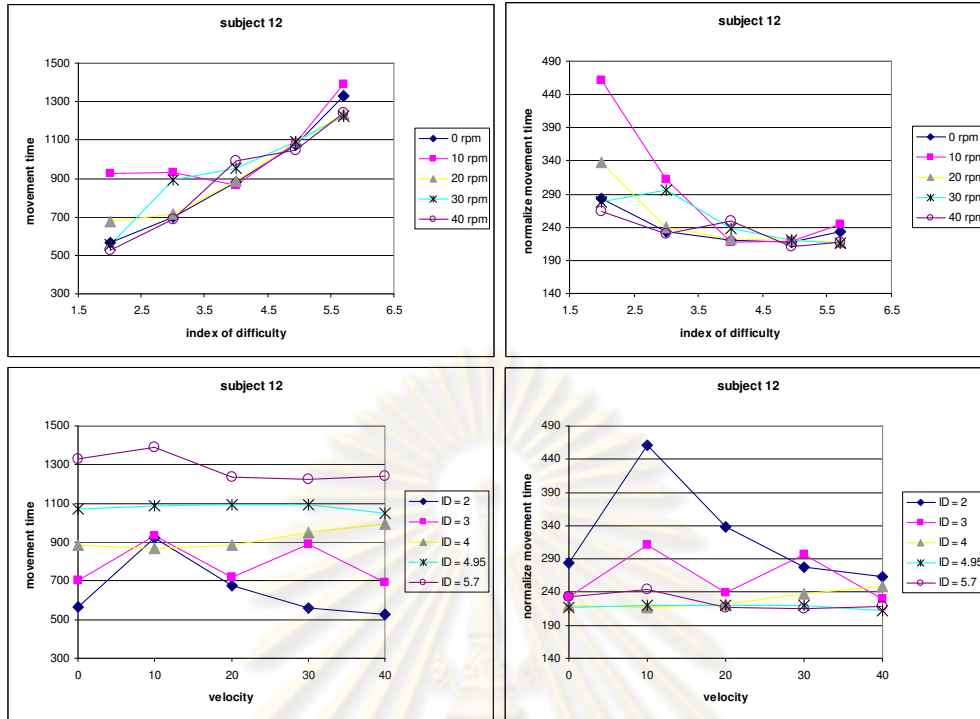 subject 12
1500
1300
1100
900
700
500
300
movement time
1.5 2.5 3.5 4.5 5.5 6.5
index of difficulty
0 rpm
10 rpm
20 rpm
30 rpm
40 rpm
subject 12
490
440
390
340
290
240
190
140
normalize movement time
1.5 2.5 3.5 4.5 5.5 6.5
index of difficulty
0 rpm
10 rpm
20 rpm
30 rpm
40 rpm
subject 12
1500
1300
1100
900
700
500
300
movement time
0 10 20 30 40
velocity
ID = 2
ID = 3
ID = 4
ID = 4.95
ID = 5.7
subject 12
490
440
390
340
290
240
190
140
normalize movement time
0 10 20 30 40
velocity
ID = 2
ID = 3
ID = 4
ID = 4.95
ID = 5.7